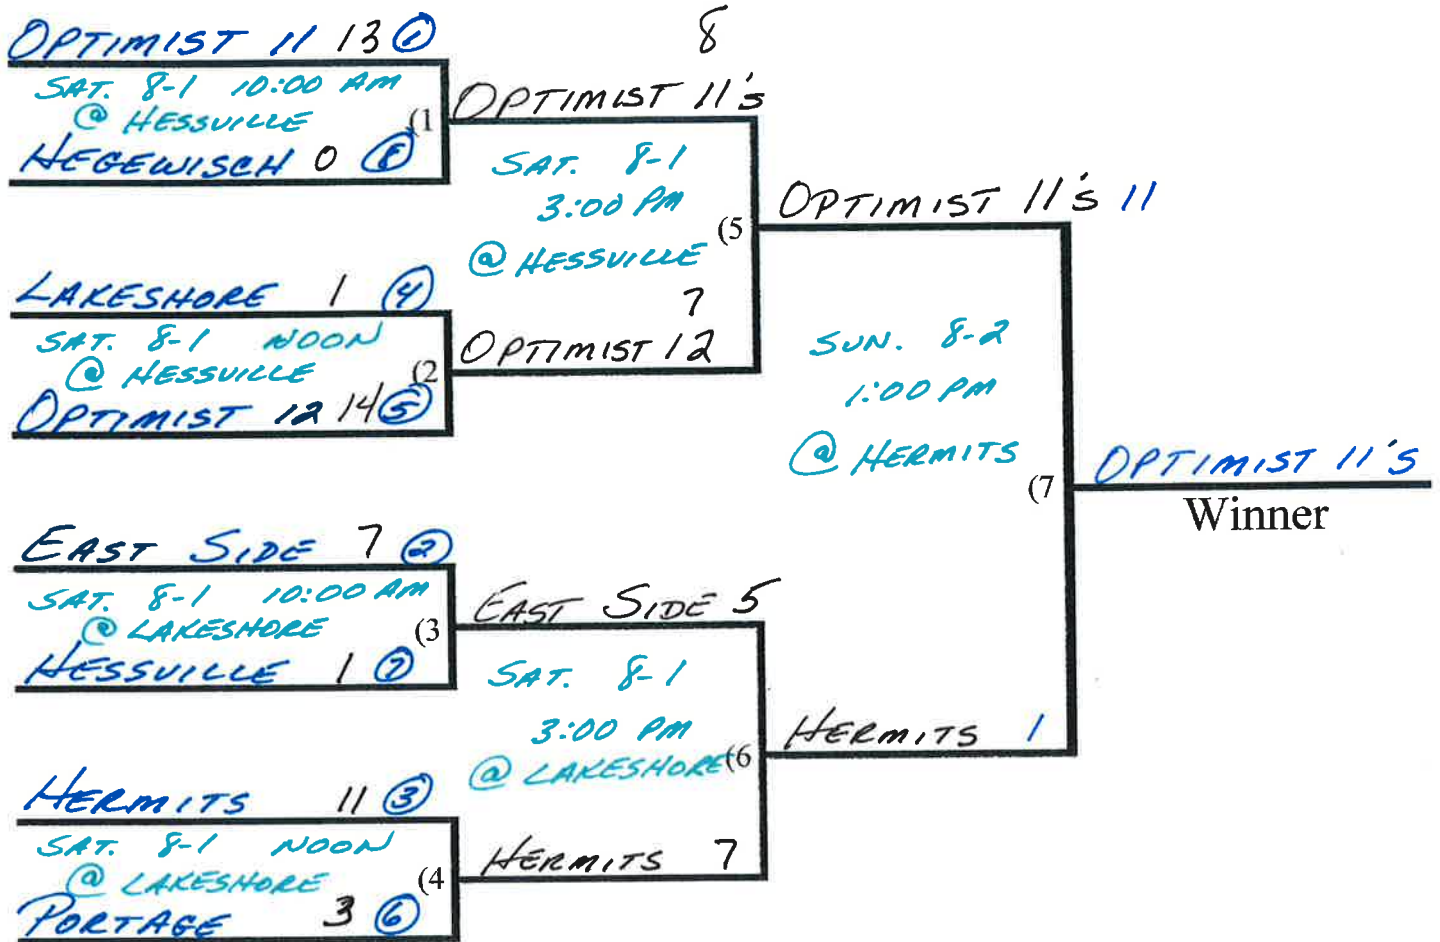 OPTIMIST 11 13 1
SAT. 8-1 10:00 AM
@ HESSVILLE
(1
HEGEWISCH 0 8
8
OPTIMIST 11's
SAT. 8-1
3:00 PM
@ HESSVILLE
(5
7
OPTIMIST 12
LAKESHORE 1 4
SAT. 8-1 NOON
@ HESSVILLE
(2
OPTIMIST 12 14 5
OPTIMIST 11's 11
SUN. 8-2
1:00 PM
@ HERMITS
(7
OPTIMIST 11's
Winner
EAST SIDE 7 2
SAT. 8-1 10:00 AM
@ LAKESHORE
(3
HESSVILLE 1 7
EAST SIDE 5
SAT. 8-1
3:00 PM
@ LAKESHORE
(6
HERMITS 7
HERMITS 1
HERMITS 11 3
SAT. 8-1 NOON
@ LAKESHORE
(4
PORTAGE 3 6